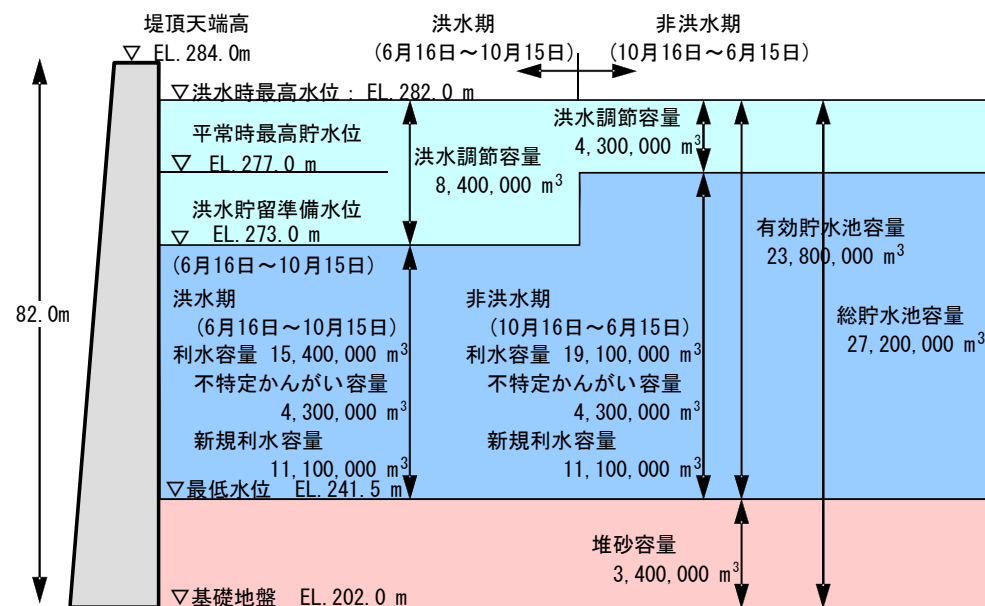 堤頂天端高
▽ EL.284.0m
洪水期
(6月16日～10月15日)
非洪水期
(10月16日～6月15日)
▽洪水時最高水位： EL.282.0 m
平常時最高貯水位
▽ EL.277.0 m
洪水調節容量
8,400,000 m³
洪水調節容量
4,300,000 m³
洪水貯留準備水位
▽ EL.273.0 m
(6月16日～10月15日)
有効貯水池容量
23,800,000 m³
82.0m
洪水期
(6月16日～10月15日)
利水容量 15,400,000 m³
不特定かんがい容量
4,300,000 m³
新規利水容量
11,100,000 m³
非洪水期
(10月16日～6月15日)
利水容量 19,100,000 m³
不特定かんがい容量
4,300,000 m³
新規利水容量
11,100,000 m³
総貯水池容量
27,200,000 m³
▽最低水位 EL.241.5 m
堆砂容量
3,400,000 m³
▽基礎地盤 EL.202.0 m